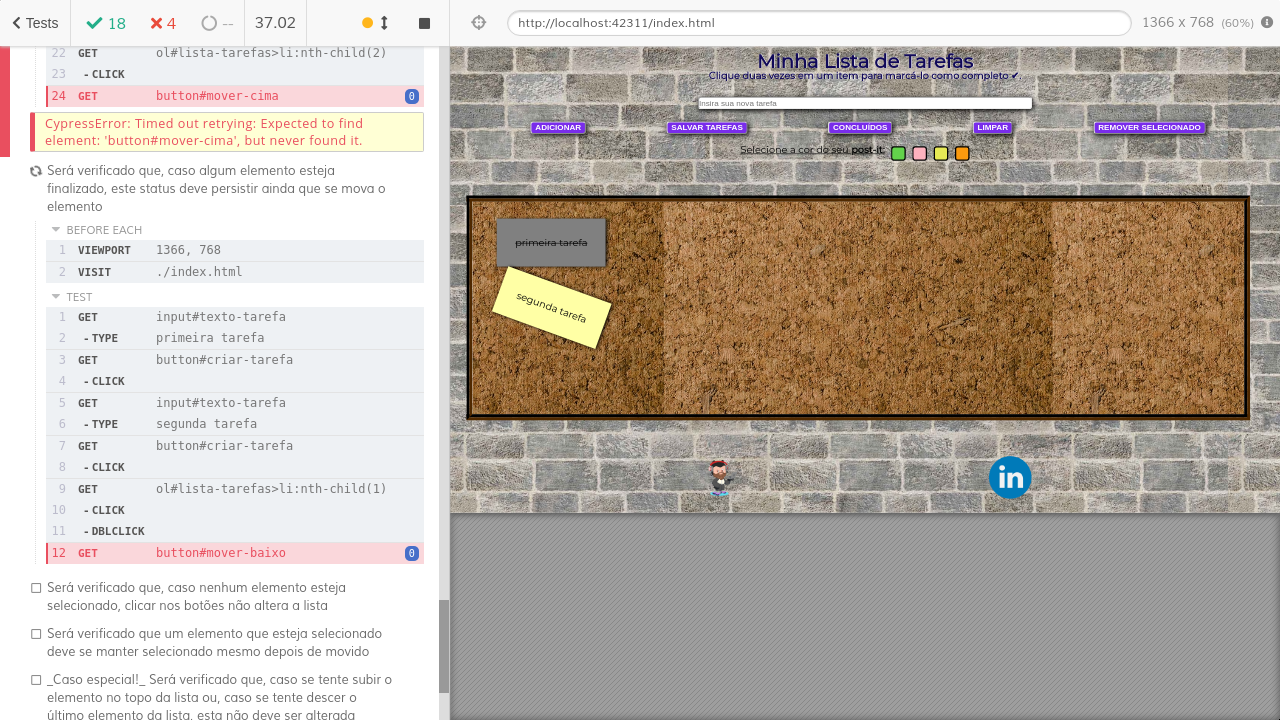 Tests
18
4
--
37.02
http://localhost:42311/index.html
1366 x 768 (60%)
22 GET ol#lista-tarefas>li:nth-child(2)
23 - CLICK
24 GET button#mover-cima 0
CypressError: Timed out retrying: Expected to find
element: 'button#mover-cima', but never found it.
Será verificado que, caso algum elemento esteja
finalizado, este status deve persistir ainda que se mova o
elemento
BEFORE EACH
1 VIEWPORT 1366, 768
2 VISIT ./index.html
TEST
1 GET input#texto-tarefa
2 - TYPE primeira tarefa
3 GET button#criar-tarefa
4 - CLICK
5 GET input#texto-tarefa
6 - TYPE segunda tarefa
7 GET button#criar-tarefa
8 - CLICK
9 GET ol#lista-tarefas>li:nth-child(1)
10 - CLICK
11 - DBLCLICK
12 GET button#mover-baixo 0
Será verificado que, caso nenhum elemento esteja
selecionado, clicar nos botões não altera a lista
Será verificado que um elemento que esteja selecionado
deve se manter selecionado mesmo depois de movido
_Caso especial!_ Será verificado que, caso se tente subir o
elemento no topo da lista ou, caso se tente descer o
último elemento da lista, esta não deve ser alterada
Minha Lista de Tarefas
Clique duas vezes em um item para marcá-lo como completo ✔.
Insira sua nova tarefa
ADICIONAR SALVAR TAREFAS CONCLUÍDOS LIMPAR REMOVER SELECIONADO
Selecione a cor do seu post-it:
primeira tarefa
segunda tarefa
in